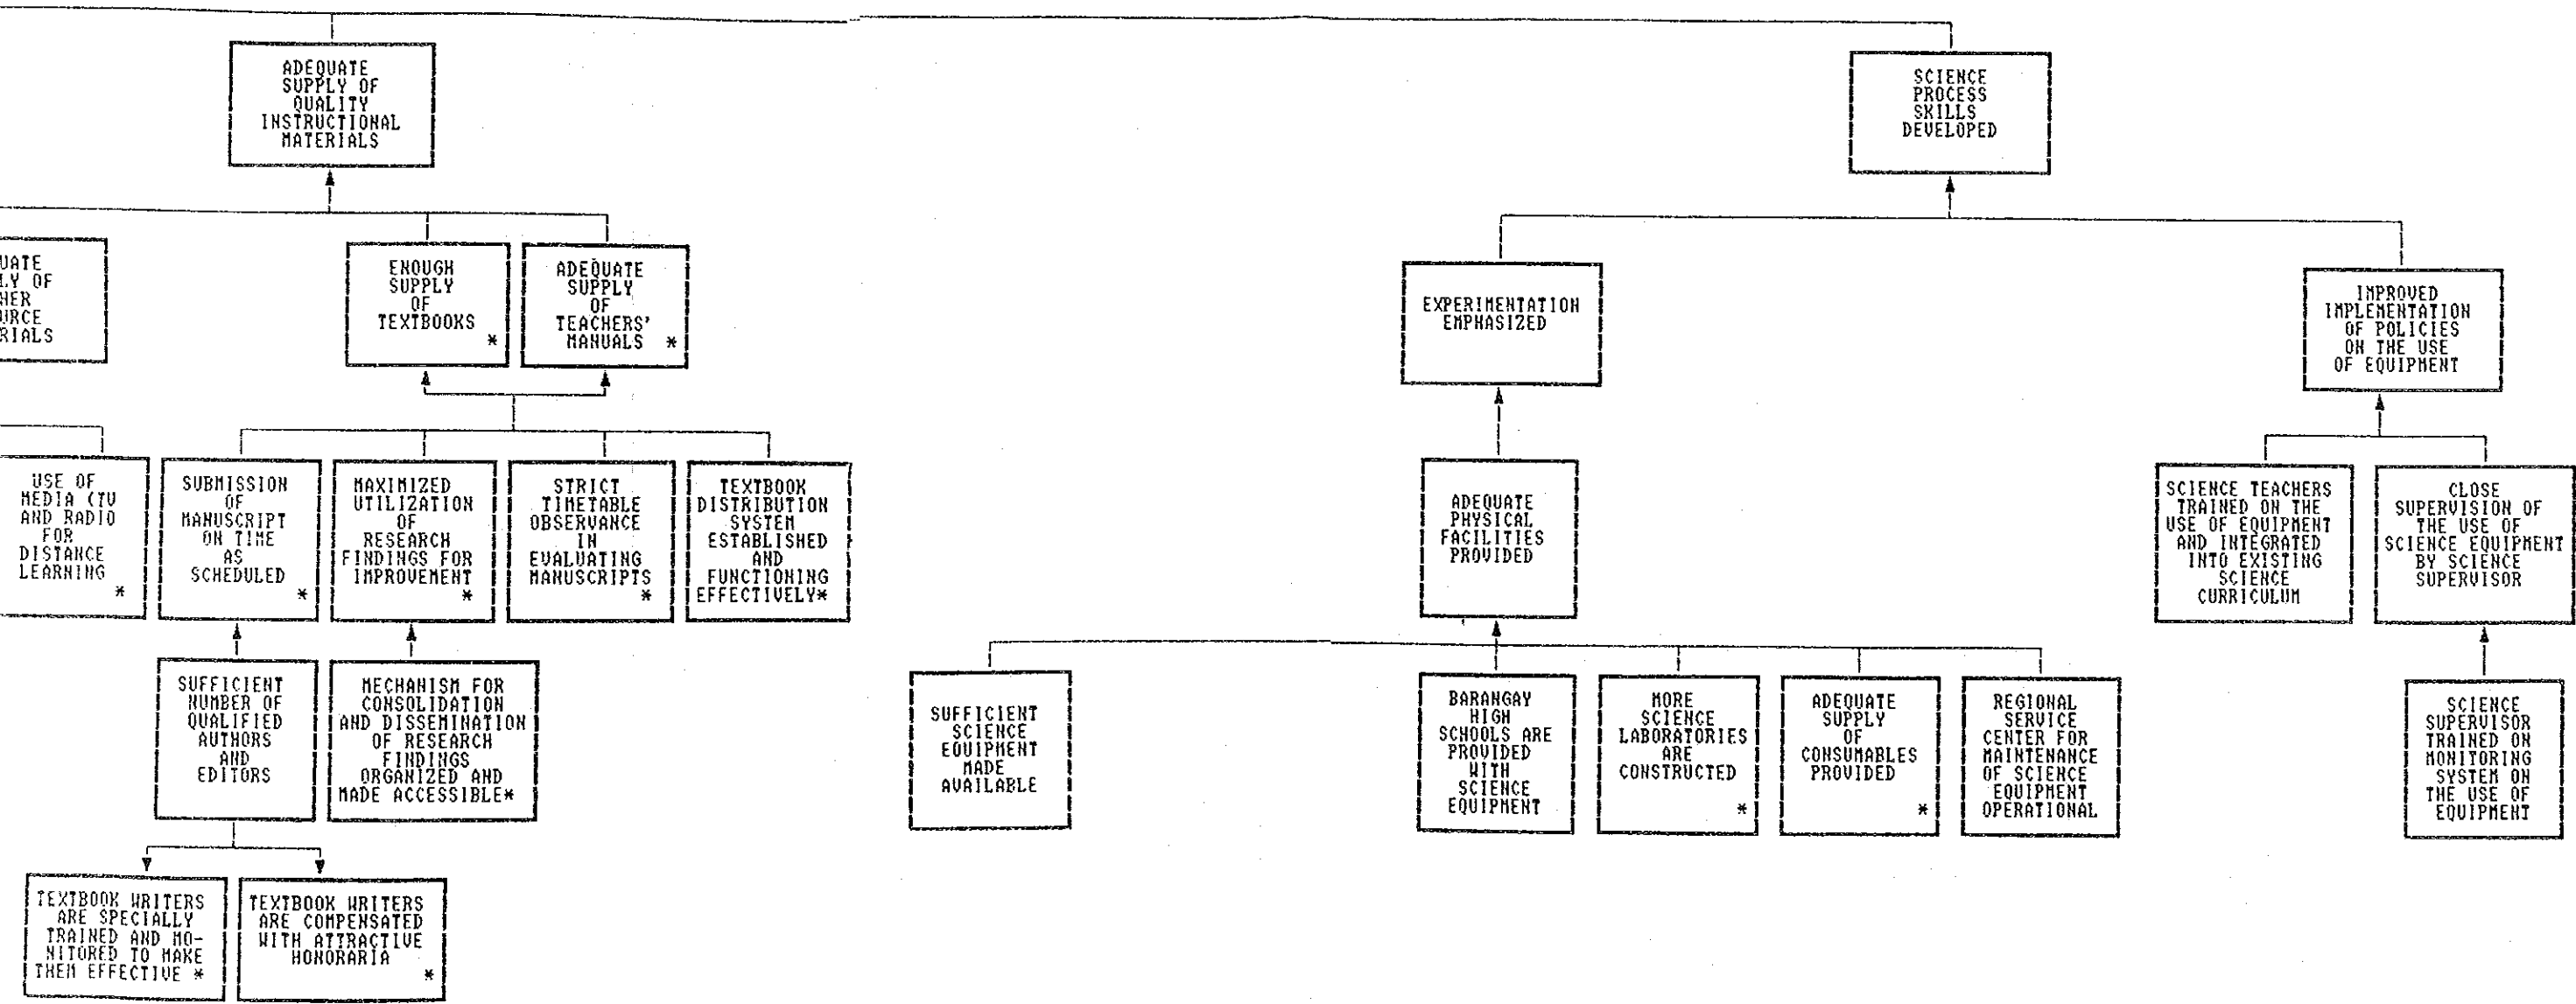 ADEQUATE
SUPPLY OF
QUALITY
INSTRUCTIONAL
MATERIALS
SCIENCE
PROCESS
SKILLS
DEVELOPED
UATE
LY OF
HER
URCE
RIALS
ENOUGH
SUPPLY
OF
TEXTBOOKS
*
ADEQUATE
SUPPLY
OF
TEACHERS'
MANUALS *
EXPERIMENTATION
EMPHASIZED
IMPROVED
IMPLEMENTATION
OF POLICIES
ON THE USE
OF EQUIPMENT
USE OF
MEDIA (TV
AND RADIO
FOR
DISTANCE
LEARNING
*
SUBMISSION
OF
MANUSCRIPT
ON TIME
AS
SCHEDULED
*
MAXIMIZED
UTILIZATION
OF
RESEARCH
FINDINGS FOR
IMPROVEMENT
*
STRICT
TIMETABLE
OBSERVANCE
IN
EVALUATING
MANUSCRIPTS
*
TEXTBOOK
DISTRIBUTION
SYSTEM
ESTABLISHED
AND
FUNCTIONING
EFFECTIVELY*
ADEQUATE
PHYSICAL
FACILITIES
PROVIDED
SCIENCE TEACHERS
TRAINED ON THE
USE OF EQUIPMENT
AND INTEGRATED
INTO EXISTING
SCIENCE
CURRICULUM
CLOSE
SUPERVISION OF
THE USE OF
SCIENCE EQUIPMENT
BY SCIENCE
SUPERVISOR
SUFFICIENT
NUMBER OF
QUALIFIED
AUTHORS
AND
EDITORS
MECHANISM FOR
CONSOLIDATION
AND DISSEMINATION
OF RESEARCH
FINDINGS
ORGANIZED AND
MADE ACCESSIBLE*
SUFFICIENT
SCIENCE
EQUIPMENT
MADE
AVAILABLE
BARANGAY
HIGH
SCHOOLS ARE
PROVIDED
WITH
SCIENCE
EQUIPMENT
MORE
SCIENCE
LABORATORIES
ARE
CONSTRUCTED
*
ADEQUATE
SUPPLY
OF
CONSUMABLES
PROVIDED
*
REGIONAL
SERVICE
CENTER FOR
MAINTENANCE
OF SCIENCE
EQUIPMENT
OPERATIONAL
SCIENCE
SUPERVISOR
TRAINED ON
MONITORING
SYSTEM ON
THE USE OF
EQUIPMENT
TEXTBOOK WRITERS
ARE SPECIALLY
TRAINED AND MO-
NITORED TO MAKE
THEM EFFECTIVE *
TEXTBOOK WRITERS
ARE COMPENSATED
WITH ATTRACTIVE
HONORARIA
*